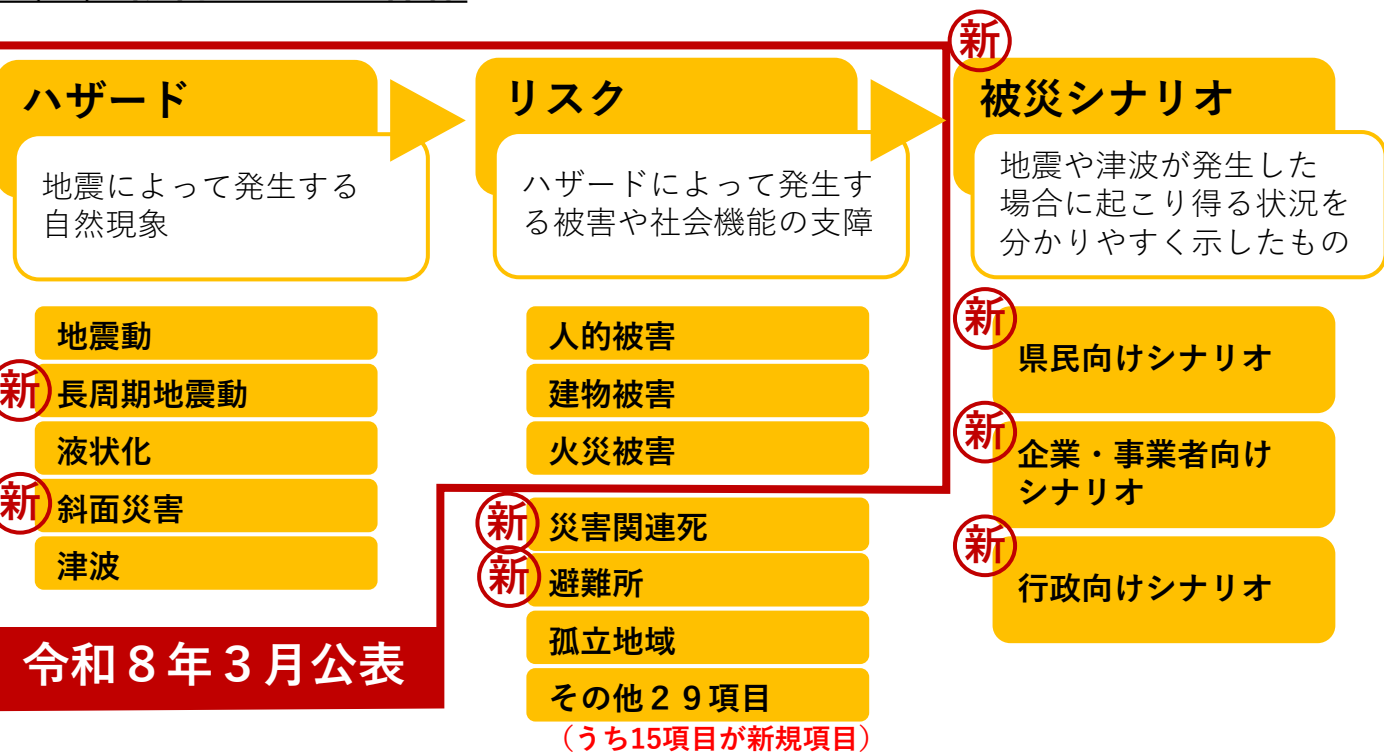 新
ハザード
地震によって発生する
自然現象
地震動
新
長周期地震動
液状化
新
斜面災害
津波
令和８年３月公表
リスク
ハザードによって発生す
る被害や社会機能の支障
人的被害
建物被害
火災被害
新
災害関連死
新
避難所
孤立地域
その他２９項目
（うち15項目が新規項目）
被災シナリオ
地震や津波が発生した
場合に起こり得る状況を
分かりやすく示したもの
新
県民向けシナリオ
新
企業・事業者向け
シナリオ
新
行政向けシナリオ